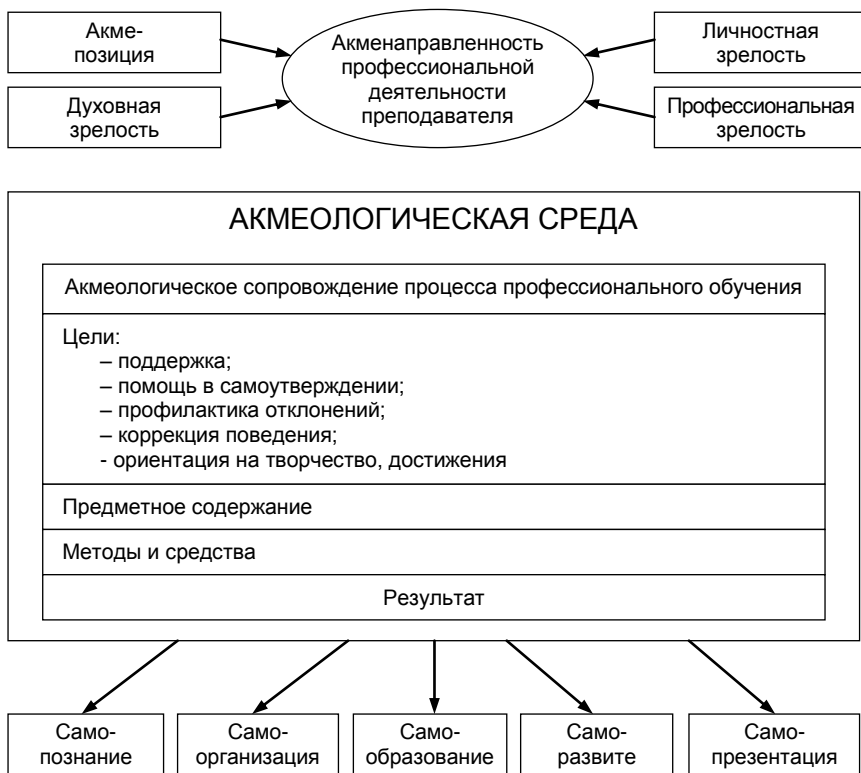 Акме-
позиция
Духовная
зрелость
Акменаправленность
профессиональной
деятельности
преподавателя
Личностная
зрелость
Профессиональная
зрелость
АКМЕОЛОГИЧЕСКАЯ СРЕДА
Акмеологическое сопровождение процесса профессионального обучения
Цели:
– поддержка;
– помощь в самоутверждении;
– профилактика отклонений;
– коррекция поведения;
- ориентация на творчество, достижения
Предметное содержание
Методы и средства
Результат
Само-
познание
Само-
организация
Само-
образование
Само-
развите
Само-
презентация